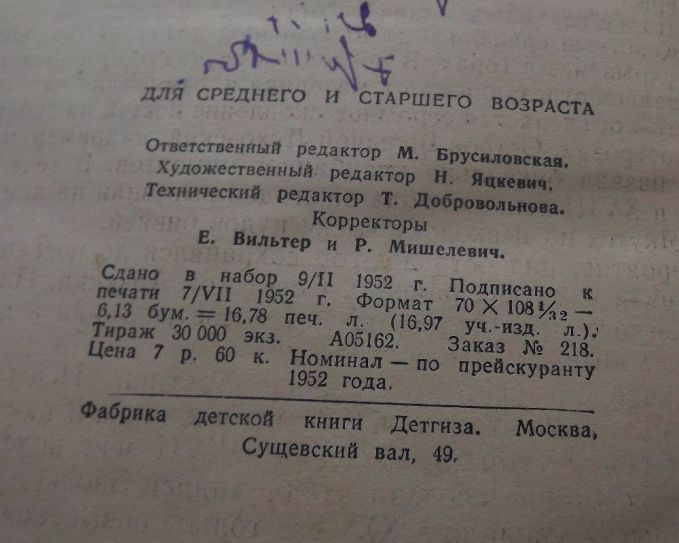 ДЛЯ СРЕДНЕГО И СТАРШЕГО ВОЗРАСТА
Ответственный редактор М. Брусиловская.
Художественный редактор Н. Яцкевич.
Технический редактор Т. Добровольнова.
Корректоры
Е. Вильтер и Р. Мишелевич.
Сдано в набор 9/II 1952 г. Подписано к
печати 7/VII 1952 г. Формат 70 × 108 1/32 —
6,13 бум. = 16,78 печ. л. (16,97 уч.-изд. л.).
Тираж 30 000 экз. А05162. Заказ № 218.
Цена 7 р. 60 к. Номинал — по прейскуранту
1952 года.
Фабрика детской книги Детгиза. Москва,
Сущевский вал, 49.